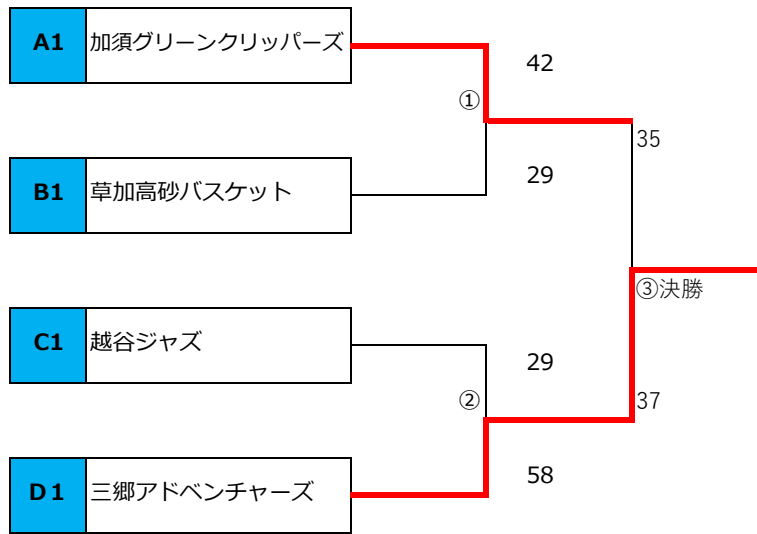 A1 加須グリーンクリッパーズ
42
①
35
29
B1 草加高砂バスケット
③決勝
C1 越谷ジャズ
29
②
37
58
D１ 三郷アドベンチャーズ